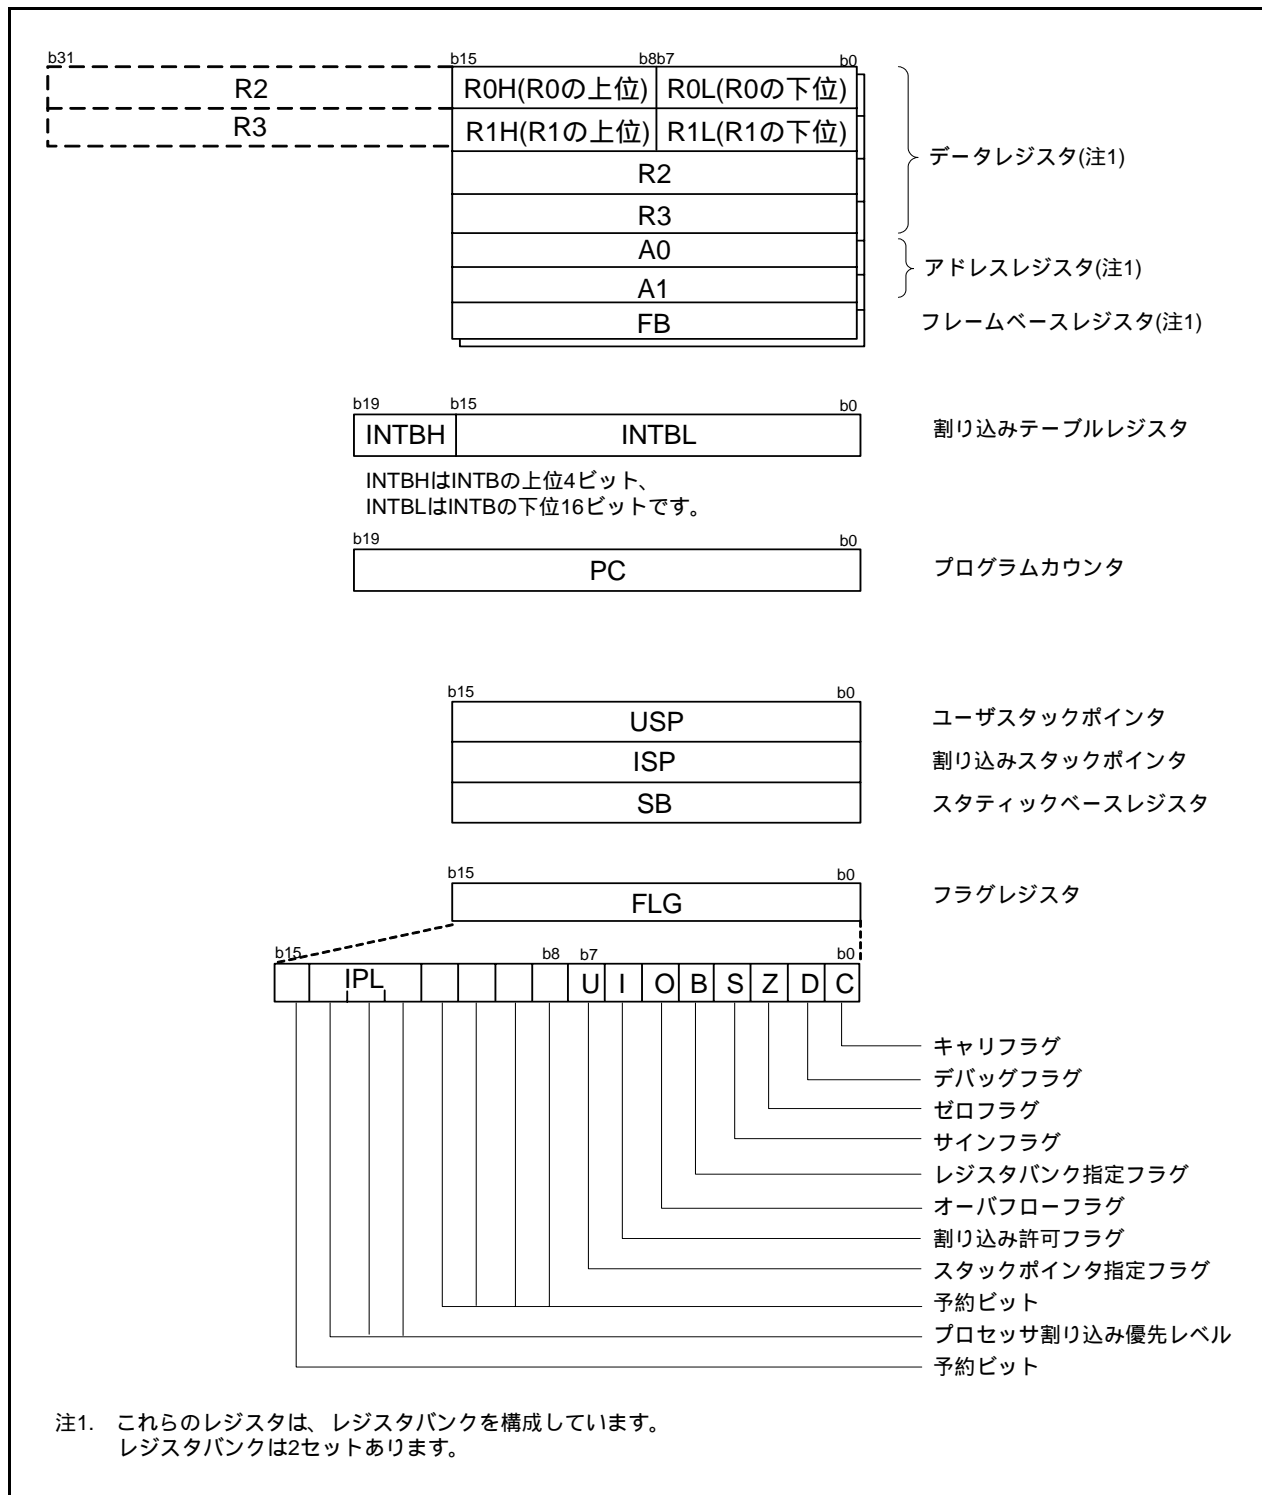 b31 b15 b8b7 b0
R2 R0H(R0の上位) R0L(R0の下位)
R3 R1H(R1の上位) R1L(R1の下位)
データレジスタ(注1)
R2
R3
A0
アドレスレジスタ(注1)
A1
FB フレームベースレジスタ(注1)
b19 b15 b0
INTBH INTBL 割り込みテーブルレジスタ
INTBHはINTBの上位4ビット、
INTBLはINTBの下位16ビットです。
b19 b0
PC プログラムカウンタ
b15 b0
USP ユーザスタックポインタ
ISP 割り込みスタックポインタ
SB スタティックベースレジスタ
b15 b0
FLG フラグレジスタ
b15 b8 b7 b0
IPL U I O B S Z D C
キャリフラグ
デバッグフラグ
ゼロフラグ
サインフラグ
レジスタバンク指定フラグ
オーバフローフラグ
割り込み許可フラグ
スタックポインタ指定フラグ
予約ビット
プロセッサ割り込み優先レベル
予約ビット
注1. これらのレジスタは、レジスタバンクを構成しています。
レジスタバンクは2セットあります。